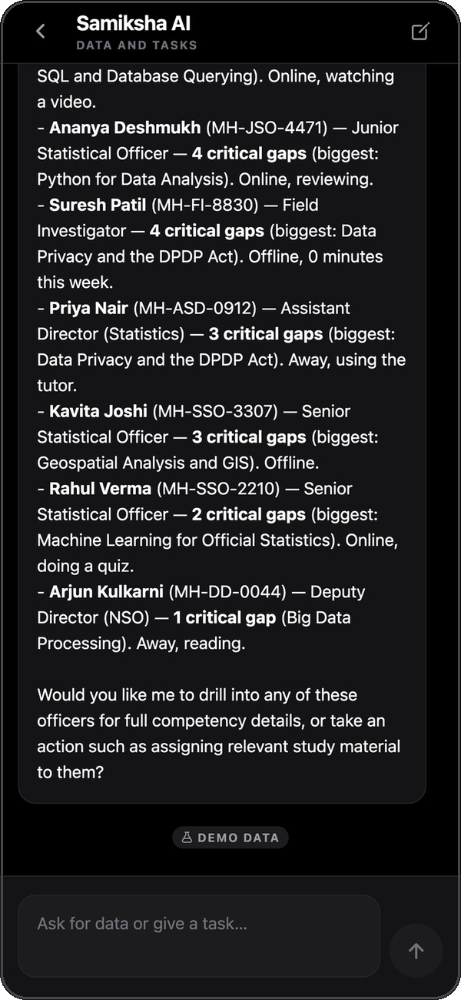 Samiksha AI
DATA AND TASKS
SQL and Database Querying). Online, watching
a video.
- Ananya Deshmukh (MH-JSO-4471) — Junior
Statistical Officer — 4 critical gaps (biggest:
Python for Data Analysis). Online, reviewing.
- Suresh Patil (MH-FI-8830) — Field
Investigator — 4 critical gaps (biggest: Data
Privacy and the DPDP Act). Offline, 0 minutes
this week.
- Priya Nair (MH-ASD-0912) — Assistant
Director (Statistics) — 3 critical gaps (biggest:
Data Privacy and the DPDP Act). Away, using the
tutor.
- Kavita Joshi (MH-SSO-3307) — Senior
Statistical Officer — 3 critical gaps (biggest:
Geospatial Analysis and GIS). Offline.
- Rahul Verma (MH-SSO-2210) — Senior
Statistical Officer — 2 critical gaps (biggest:
Machine Learning for Official Statistics). Online,
doing a quiz.
- Arjun Kulkarni (MH-DD-0044) — Deputy
Director (NSO) — 1 critical gap (Big Data
Processing). Away, reading.
Would you like me to drill into any of these
officers for full competency details, or take an
action such as assigning relevant study material
to them?
DEMO DATA
Ask for data or give a task...